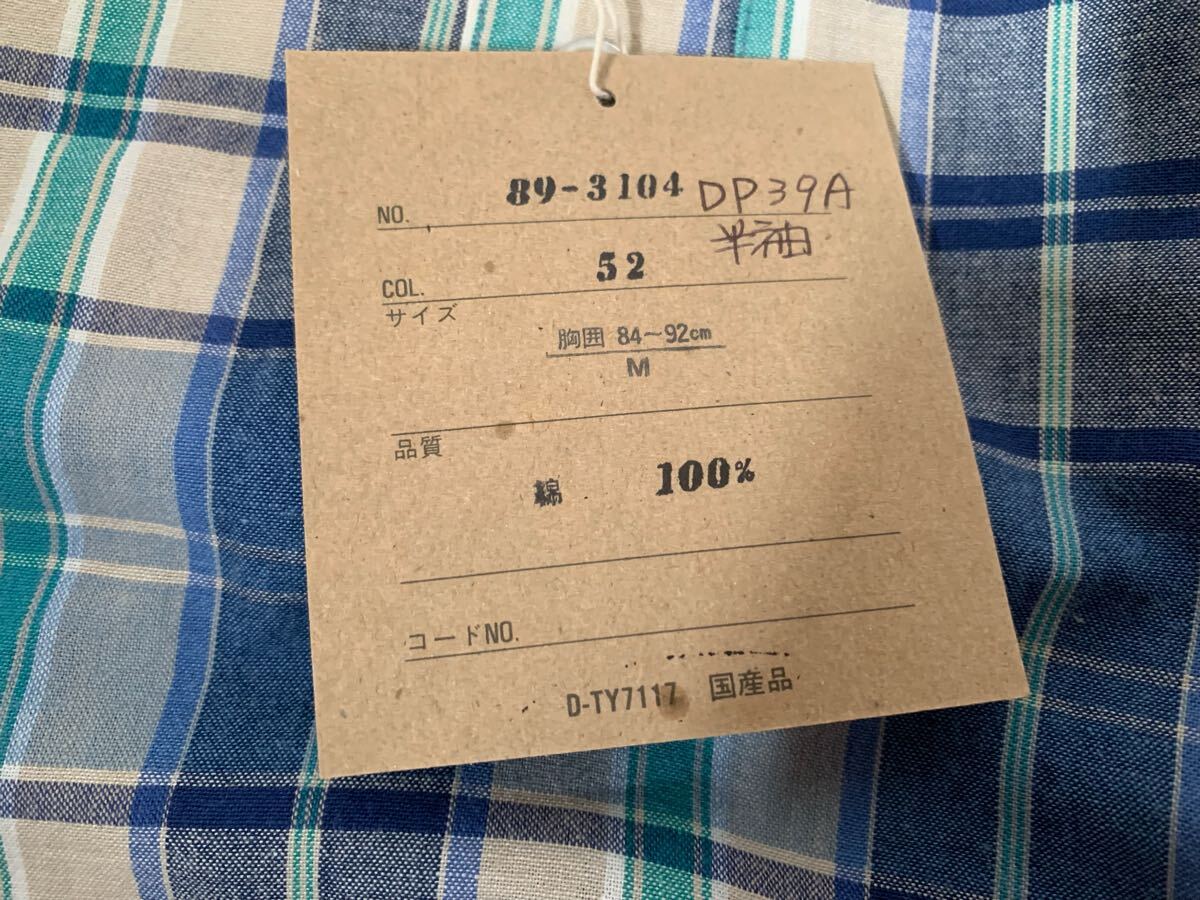 NO. 89-3104 DP39A
半袖
COL. 52
サイズ
胸囲 84〜92cm
M
品質
綿 100%
コードNO.
D-TY7117 国産品